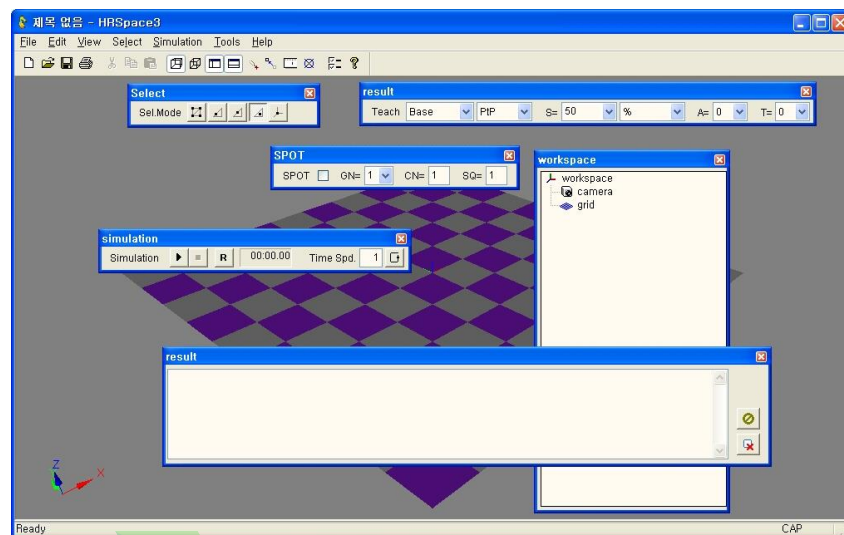 제목 없음 - HRSpace3
File Edit View Select Simulation Tools Help
Select
Sel.Mode
result
Teach Base PtP S= 50 % A= 0 T= 0
SPOT
SPOT GN= 1 CN= 1 SQ= 1
workspace
workspace
camera
grid
simulation
Simulation R 00:00.00 Time Spd. 1
result
Z
X
Ready CAP